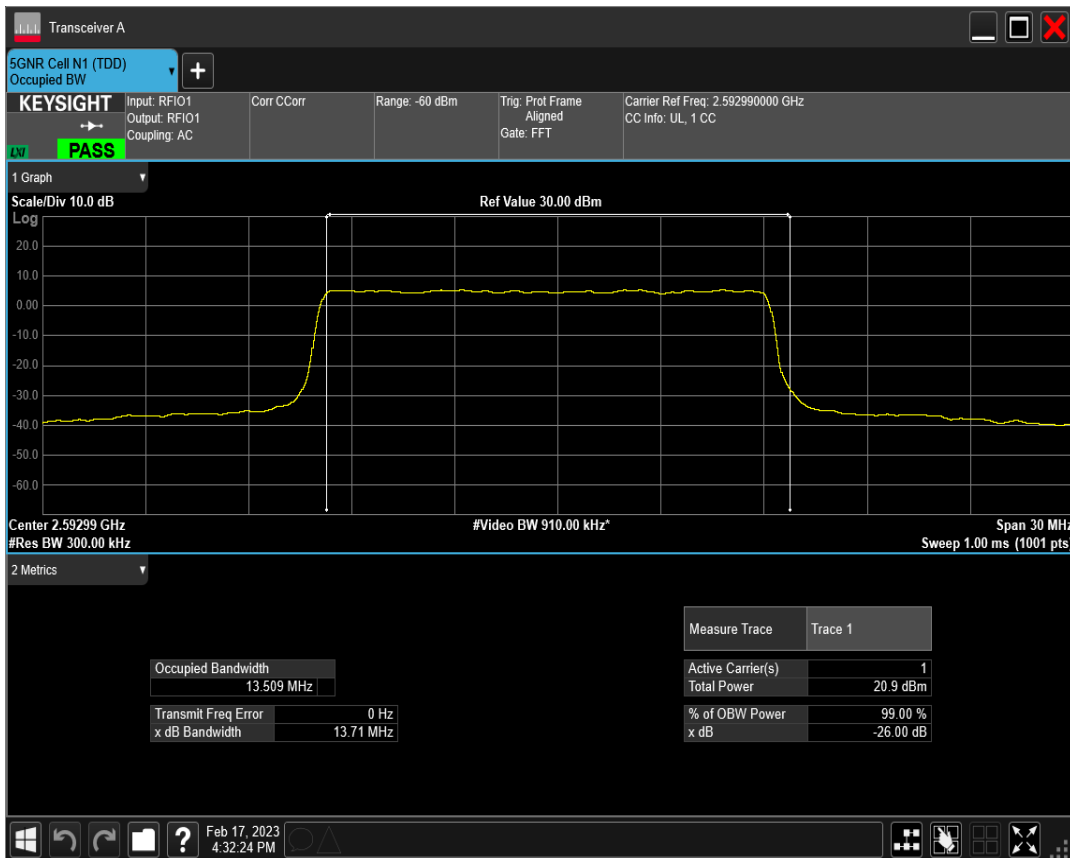 Transceiver A
5GNR Cell N1 (TDD)
Occupied BW
+
KEYSIGHT
LXI
PASS
Input: RFIO1
Output: RFIO1
Coupling: AC
Corr CCorr
Range: -60 dBm
Trig: Prot Frame
Aligned
Gate: FFT
Carrier Ref Freq: 2.592990000 GHz
CC Info: UL, 1 CC
1 Graph
Scale/Div 10.0 dB
Ref Value 30.00 dBm
Log
20.0
10.0
0.00
-10.0
-20.0
-30.0
-40.0
-50.0
-60.0
Center 2.59299 GHz
#Video BW 910.00 kHz*
Span 30 MHz
#Res BW 300.00 kHz
Sweep 1.00 ms (1001 pts)
2 Metrics
Measure Trace Trace 1
Occupied Bandwidth
13.509 MHz
Active Carrier(s) 1
Total Power 20.9 dBm
Transmit Freq Error 0 Hz
x dB Bandwidth 13.71 MHz
% of OBW Power 99.00 %
x dB -26.00 dB
?
Feb 17, 2023
4:32:24 PM